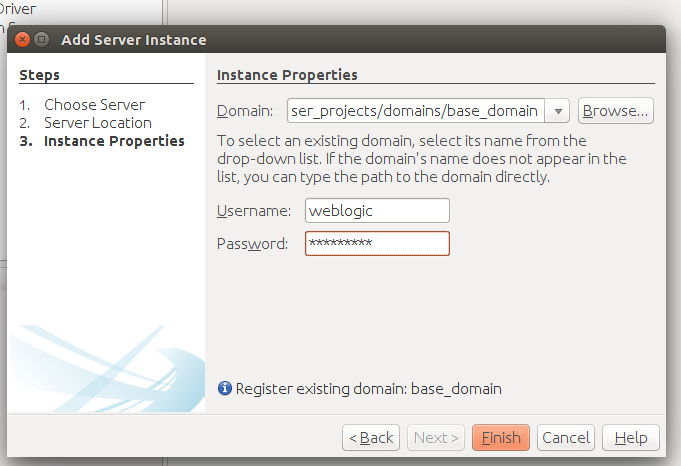 Driver
Add Server Instance
Steps
1. Choose Server
2. Server Location
3. Instance Properties
Instance Properties
Domain: ser_projects/domains/base_domain Browse...
To select an existing domain, select its name from the
drop-down list. If the domain's name does not appear in the
list, you can type the path to the domain directly.
Username: weblogic
Password: *********
Register existing domain: base_domain
< Back Next > Finish Cancel Help